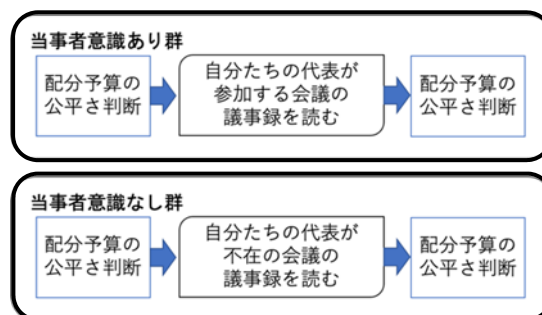 当事者意識あり群
配分予算の
公平さ判断
自分たちの代表が
参加する会議の
議事録を読む
配分予算の
公平さ判断
当事者意識なし群
配分予算の
公平さ判断
自分たちの代表が
不在の会議の
議事録を読む
配分予算の
公平さ判断